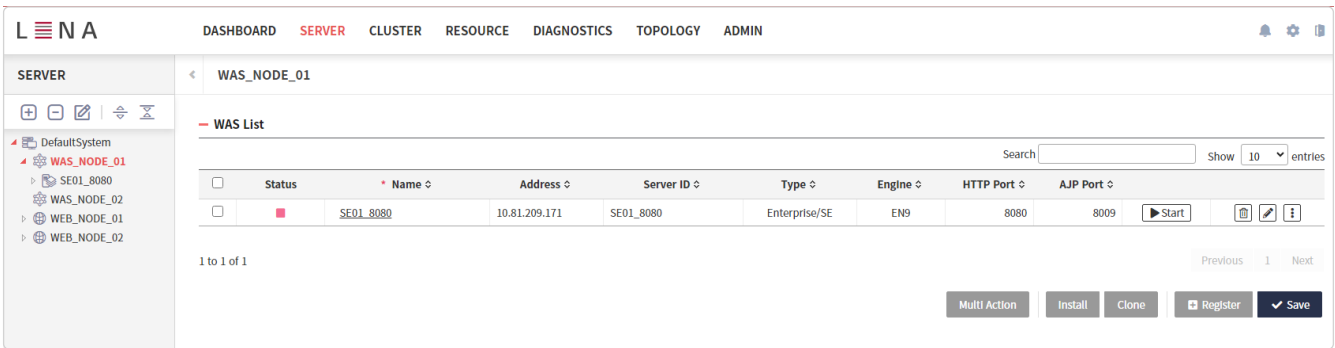 LENA
DASHBOARD SERVER CLUSTER RESOURCE DIAGNOSTICS TOPOLOGY ADMIN
SERVER
WAS_NODE_01
DefaultSystem
WAS_NODE_01
SE01_8080
WAS_NODE_02
WEB_NODE_01
WEB_NODE_02
WAS List
Search Show 10 entries
Status * Name Address Server ID Type Engine HTTP Port AJP Port
SE01_8080 10.81.209.171 SE01_8080 Enterprise/SE EN9 8080 8009 Start
1 to 1 of 1
Previous 1 Next
Multi Action Install Clone Register Save